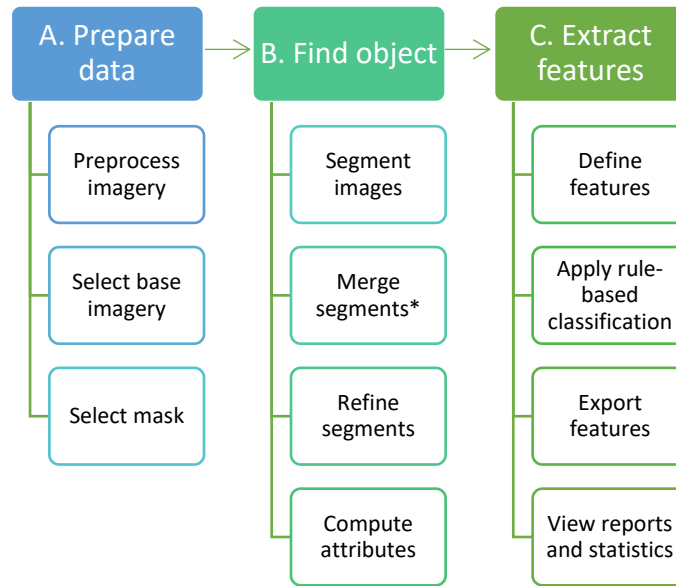 A. Prepare
data
Preprocess
imagery
Select base
imagery
Select mask
B. Find object
Segment
images
Merge
segments*
Refine
segments
Compute
attributes
C. Extract
features
Define
features
Apply rule-
based
classification
Export
features
View reports
and statistics